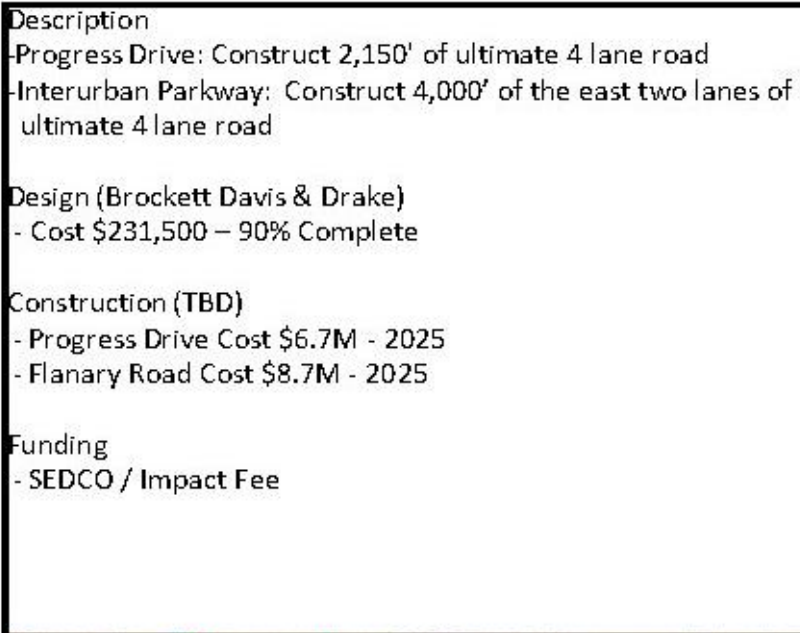 Description
-Progress Drive: Construct 2,150' of ultimate 4 lane road
-Interurban Parkway:  Construct 4,000’ of the east two lanes of
ultimate 4 lane road
Design (Brockett Davis & Drake)
- Cost $231,500 – 90% Complete
Construction (TBD)
- Progress Drive Cost $6.7M - 2025
- Flanary Road Cost $8.7M - 2025
Funding
- SEDCO / Impact Fee